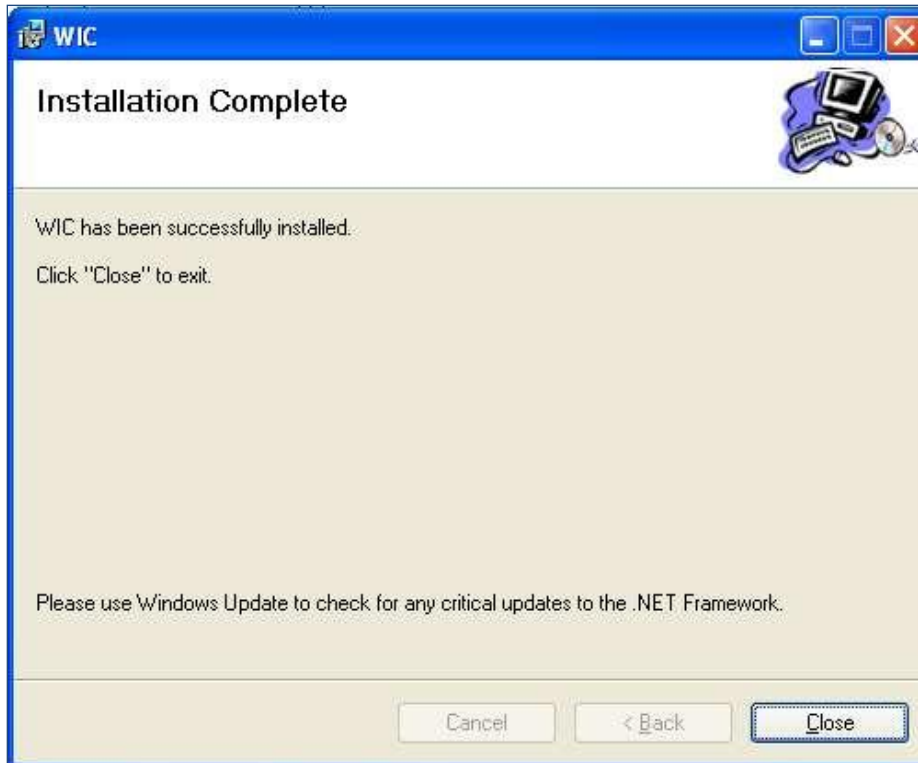 WIC
Installation Complete
WIC has been successfully installed.
Click "Close" to exit.
Please use Windows Update to check for any critical updates to the .NET Framework.
Cancel
< Back
Close